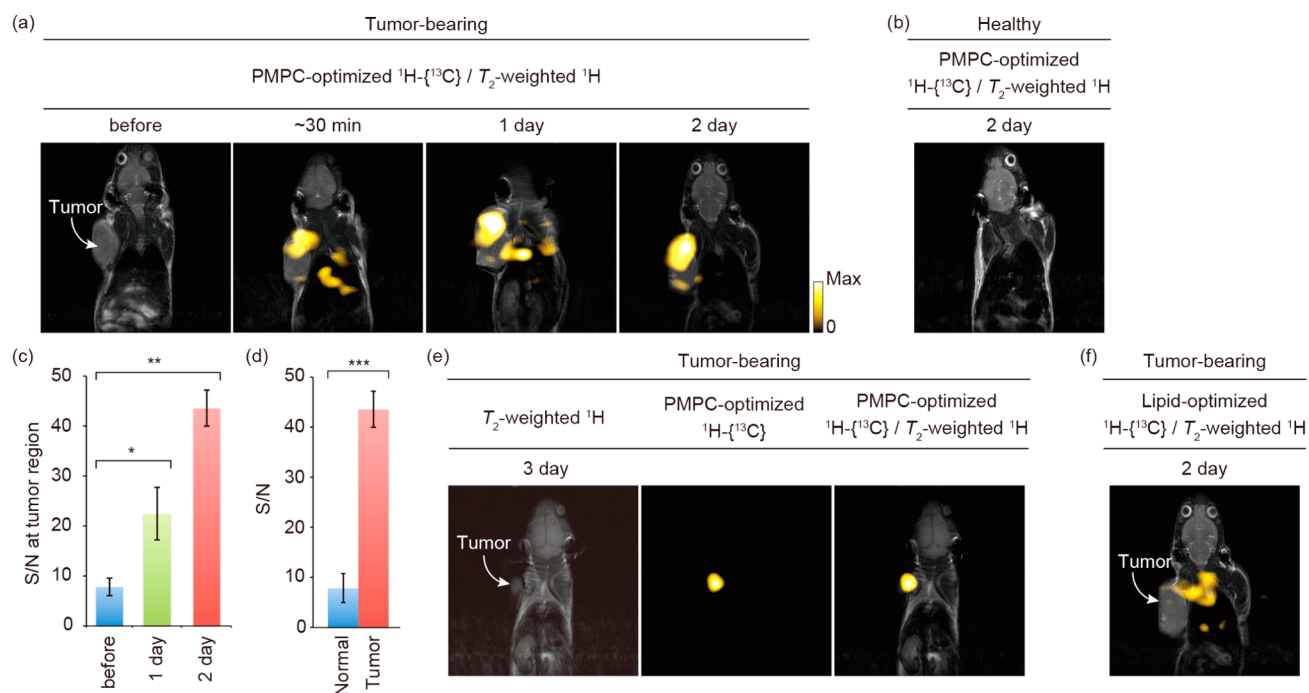 (a)
Tumor-bearing
PMPC-optimized ¹H-{¹³C} / T₂-weighted ¹H
before
~30 min
1 day
2 day
Tumor
Max
0
(b)
Healthy
PMPC-optimized
¹H-{¹³C} / T₂-weighted ¹H
2 day
(c)
S/N at tumor region
50
40
30
20
10
0
**
*
before
1 day
2 day
(d)
S/N
50
40
30
20
10
0
***
Normal
Tumor
(e)
Tumor-bearing
T₂-weighted ¹H
PMPC-optimized
¹H-{¹³C}
PMPC-optimized
¹H-{¹³C} / T₂-weighted ¹H
3 day
Tumor
(f)
Tumor-bearing
Lipid-optimized
¹H-{¹³C} / T₂-weighted ¹H
2 day
Tumor